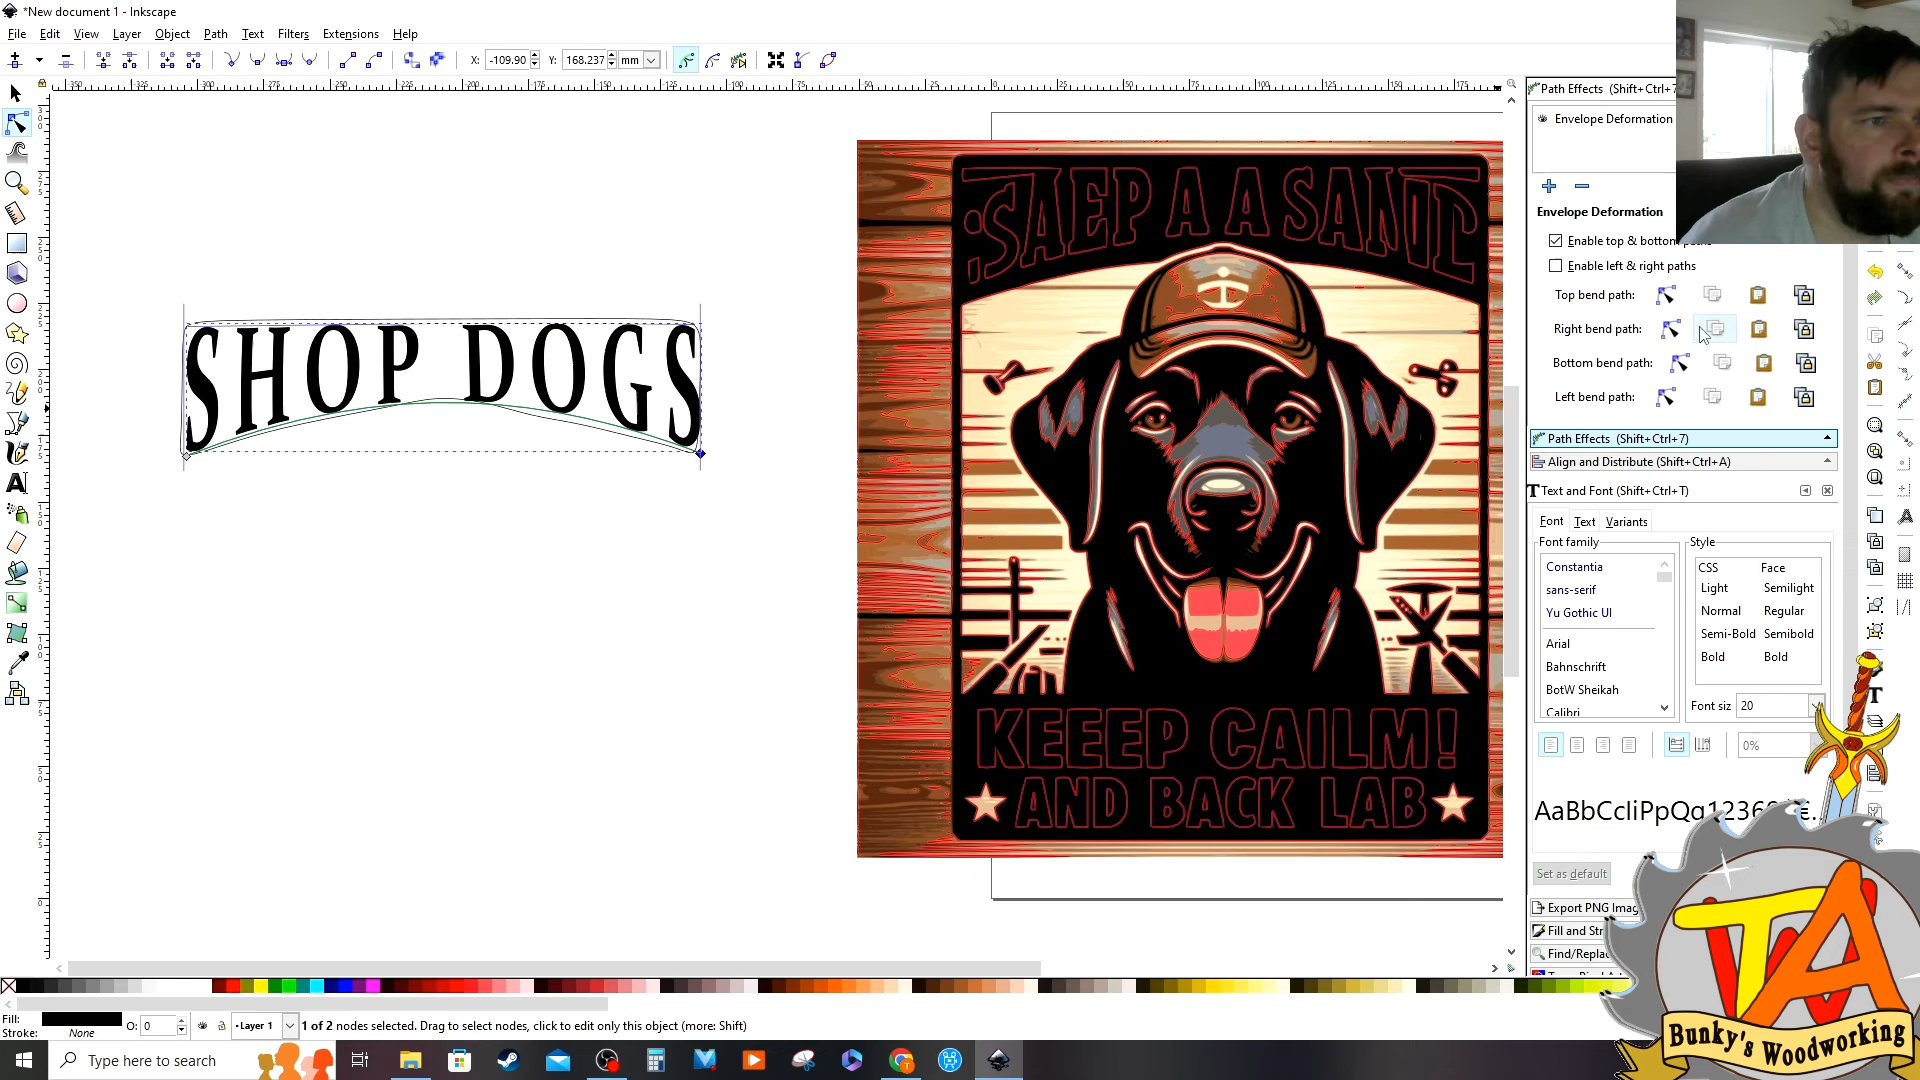 *New document 1 - Inkscape
File Edit View Layer Object Path Text Filters Extensions Help
X: -109.90 Y: 168.237 mm
Path Effects (Shift+Ctrl+7
Envelope Deformation
Envelope Deformation
Enable top & bottom paths
Enable left & right paths
Top bend path:
Right bend path:
Bottom bend path:
Left bend path:
Path Effects (Shift+Ctrl+7)
Align and Distribute (Shift+Ctrl+A)
Text and Font (Shift+Ctrl+T)
Font Text Variants
Font family Style
Constantia
sans-serif
Yu Gothic UI
Arial
Bahnschrift
BotW Sheikah
Calibri
CSS Face
Light Semilight
Normal Regular
Semi-Bold Semibold
Bold Bold
Font siz 20
0%
Set as default
Export PNG Imag
Fill and Str
Find/Replac
SHOP DOGS
KEEEP CAILM!
AND BACK LAB
Bunky's Woodworking
Fill:
Stroke: None
O: 0
Layer 1
1 of 2 nodes selected. Drag to select nodes, click to edit only this object (more: Shift)
Type here to search